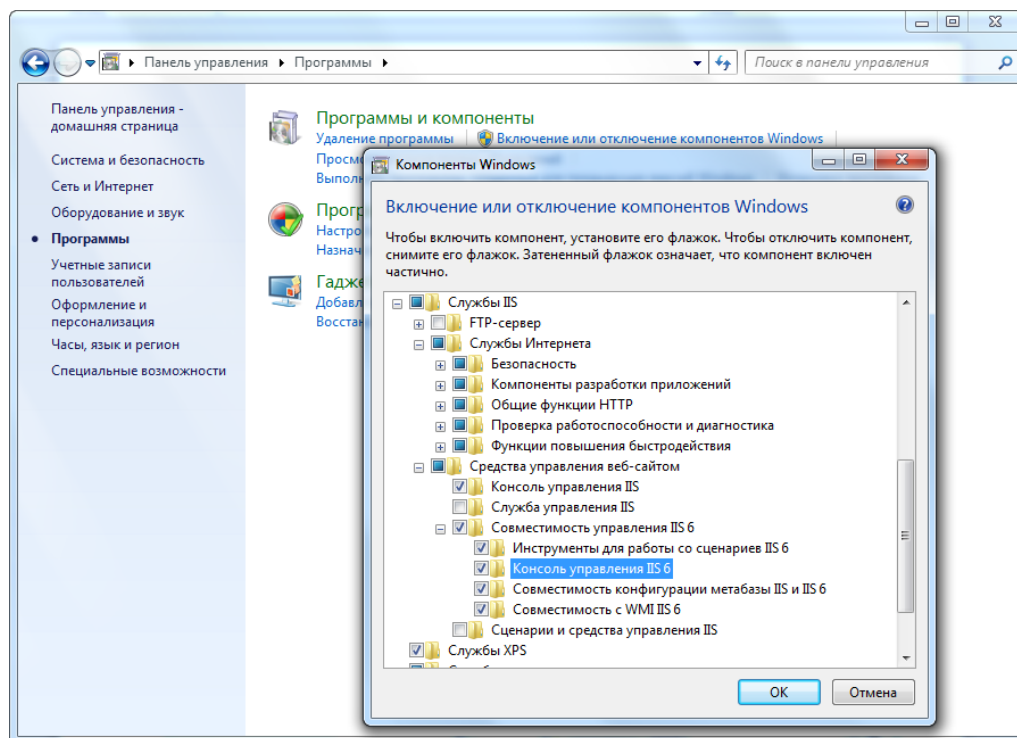 Панель управления ▸ Программы ▸
Поиск в панели управления
Панель управления -
домашняя страница
Система и безопасность
Сеть и Интернет
Оборудование и звук
Программы
Учетные записи
пользователей
Оформление и
персонализация
Часы, язык и регион
Специальные возможности
Программы и компоненты
Удаление программы
Включение или отключение компонентов Windows
Компоненты Windows
Включение или отключение компонентов Windows
Чтобы включить компонент, установите его флажок. Чтобы отключить компонент,
снимите его флажок. Затененный флажок означает, что компонент включен
частично.
Службы IIS
FTP-сервер
Службы Интернета
Безопасность
Компоненты разработки приложений
Общие функции HTTP
Проверка работоспособности и диагностика
Функции повышения быстродействия
Средства управления веб-сайтом
Консоль управления IIS
Служба управления IIS
Совместимость управления IIS 6
Инструменты для работы со сценариев IIS 6
Консоль управления IIS 6
Совместимость конфигурации метабазы IIS и IIS 6
Совместимость с WMI IIS 6
Сценарии и средства управления IIS
Службы XPS
OK
Отмена